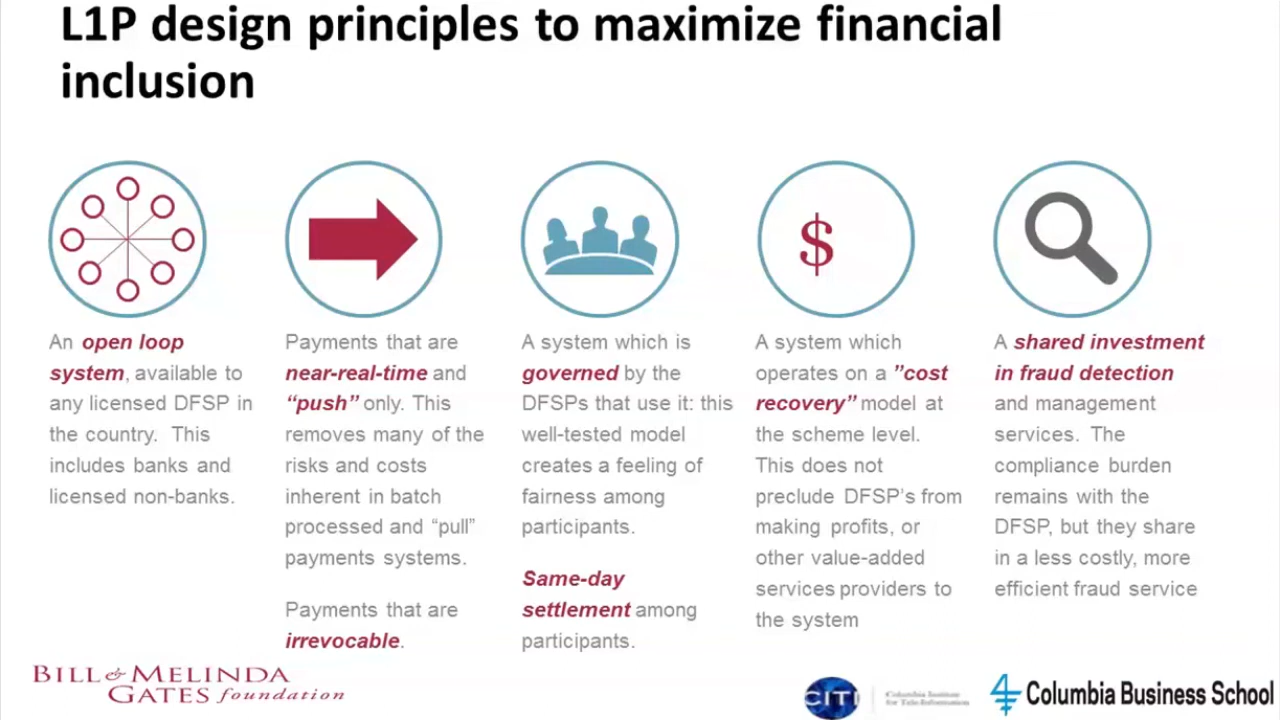 L1P design principles to maximize financial
inclusion
$
An open loop
system, available to
any licensed DFSP in
the country. This
includes banks and
licensed non-banks.
Payments that are
near-real-time and
“push” only. This
removes many of the
risks and costs
inherent in batch
processed and “pull”
payments systems.
Payments that are
irrevocable.
A system which is
governed by the
DFSPs that use it: this
well-tested model
creates a feeling of
fairness among
participants.
Same-day
settlement among
participants.
A system which
operates on a ”cost
recovery” model at
the scheme level.
This does not
preclude DFSP’s from
making profits, or
other value-added
services providers to
the system
A shared investment
in fraud detection
and management
services. The
compliance burden
remains with the
DFSP, but they share
in a less costly, more
efficient fraud service
BILL & MELINDA
GATES foundation
CITI
Columbia Institute
for Tele-Information
Columbia Business School